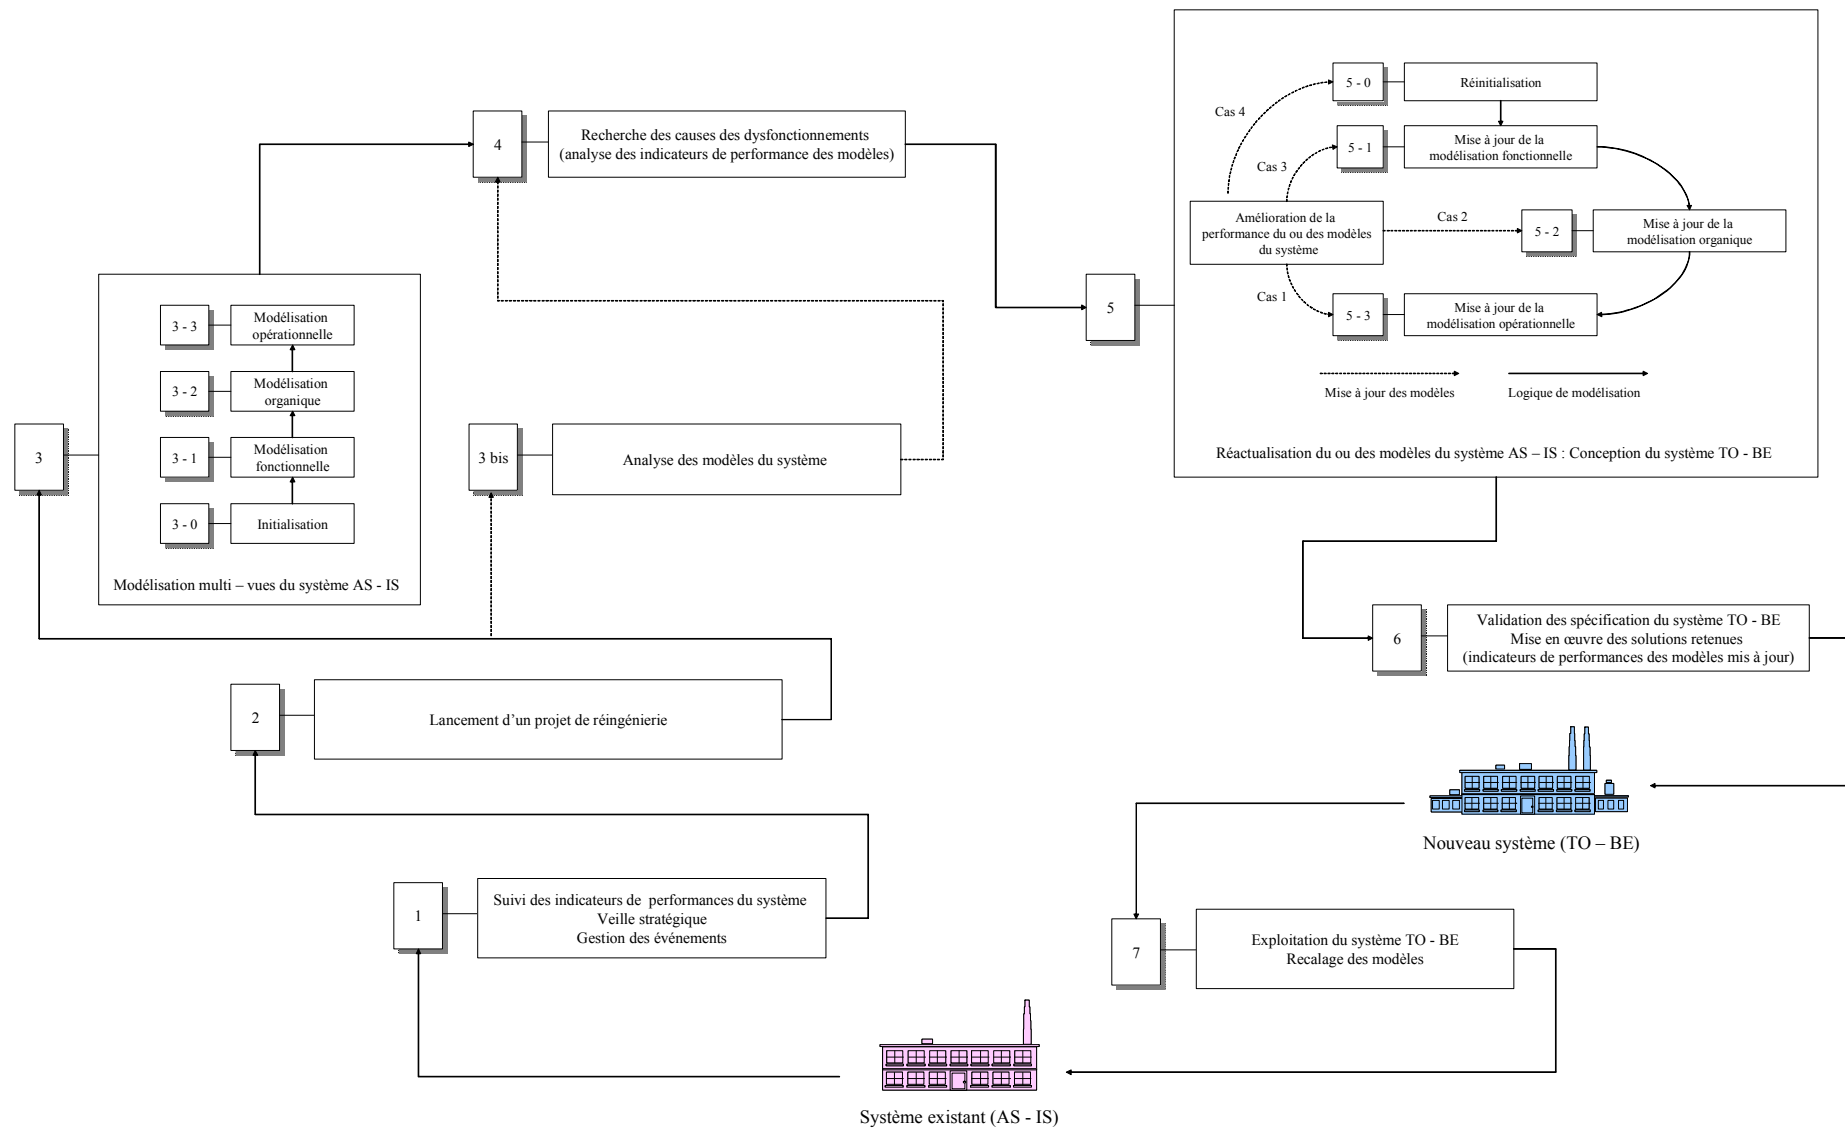 5 - 0
Réinitialisation
Cas 4
5 - 1
Mise à jour de la
modélisation fonctionnelle
Cas 3
Amélioration de la
performance du ou des modèles
du système
Cas 2
5 - 2
Mise à jour de la
modélisation organique
Cas 1
5 - 3
Mise à jour de la
modélisation opérationnelle
Mise à jour des modèles
Logique de modélisation
5
Réactualisation du ou des modèles du système AS – IS : Conception du système TO - BE
4
Recherche des causes des dysfonctionnements
(analyse des indicateurs de performance des modèles)
3 - 3
Modélisation
opérationnelle
3 - 2
Modélisation
organique
3
3 - 1
Modélisation
fonctionnelle
3 - 0
Initialisation
Modélisation multi – vues du système AS - IS
3 bis
Analyse des modèles du système
6
Validation des spécification du système TO - BE
Mise en œuvre des solutions retenues
(indicateurs de performances des modèles mis à jour)
2
Lancement d’un projet de réingénierie
Nouveau système (TO – BE)
1
Suivi des indicateurs de performances du système
Veille stratégique
Gestion des événements
7
Exploitation du système TO - BE
Recalage des modèles
Système existant (AS - IS)